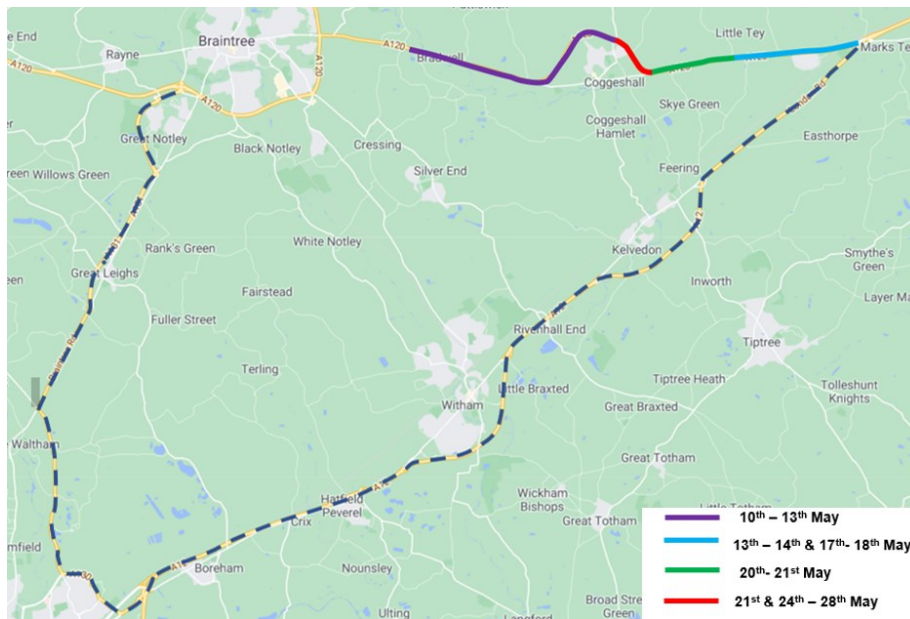 Little Tey
e End
Braintree
Rayne
A120
Bradwell
Marks Te
A120
A120
Coggeshall
Skye Green
A120
Great Notley
Coggeshall
Hamlet
Easthorpe
Black Notley
Cressing
Feering
Silver End
reen Willows Green
Kelvedon
White Notley
Rank's Green
Smythe's
Green
Great Leighs
Inworth
Fairstead
Layer Ma
Fuller Street
Rivenhall End
Tiptree
Terling
Tiptree Heath
Tolleshunt
Knights
Little Braxted
Witham
Great Braxted
Waltham
Great Totham
Hatfield
Peverel
Wickham
Bishops
Crix
Great Totham
mfield
Boreham
Nounsley
Broad Stre
Green
Ulting
10th – 13th May
13th – 14th & 17th- 18th May
20th- 21st May
21st & 24th – 28th May